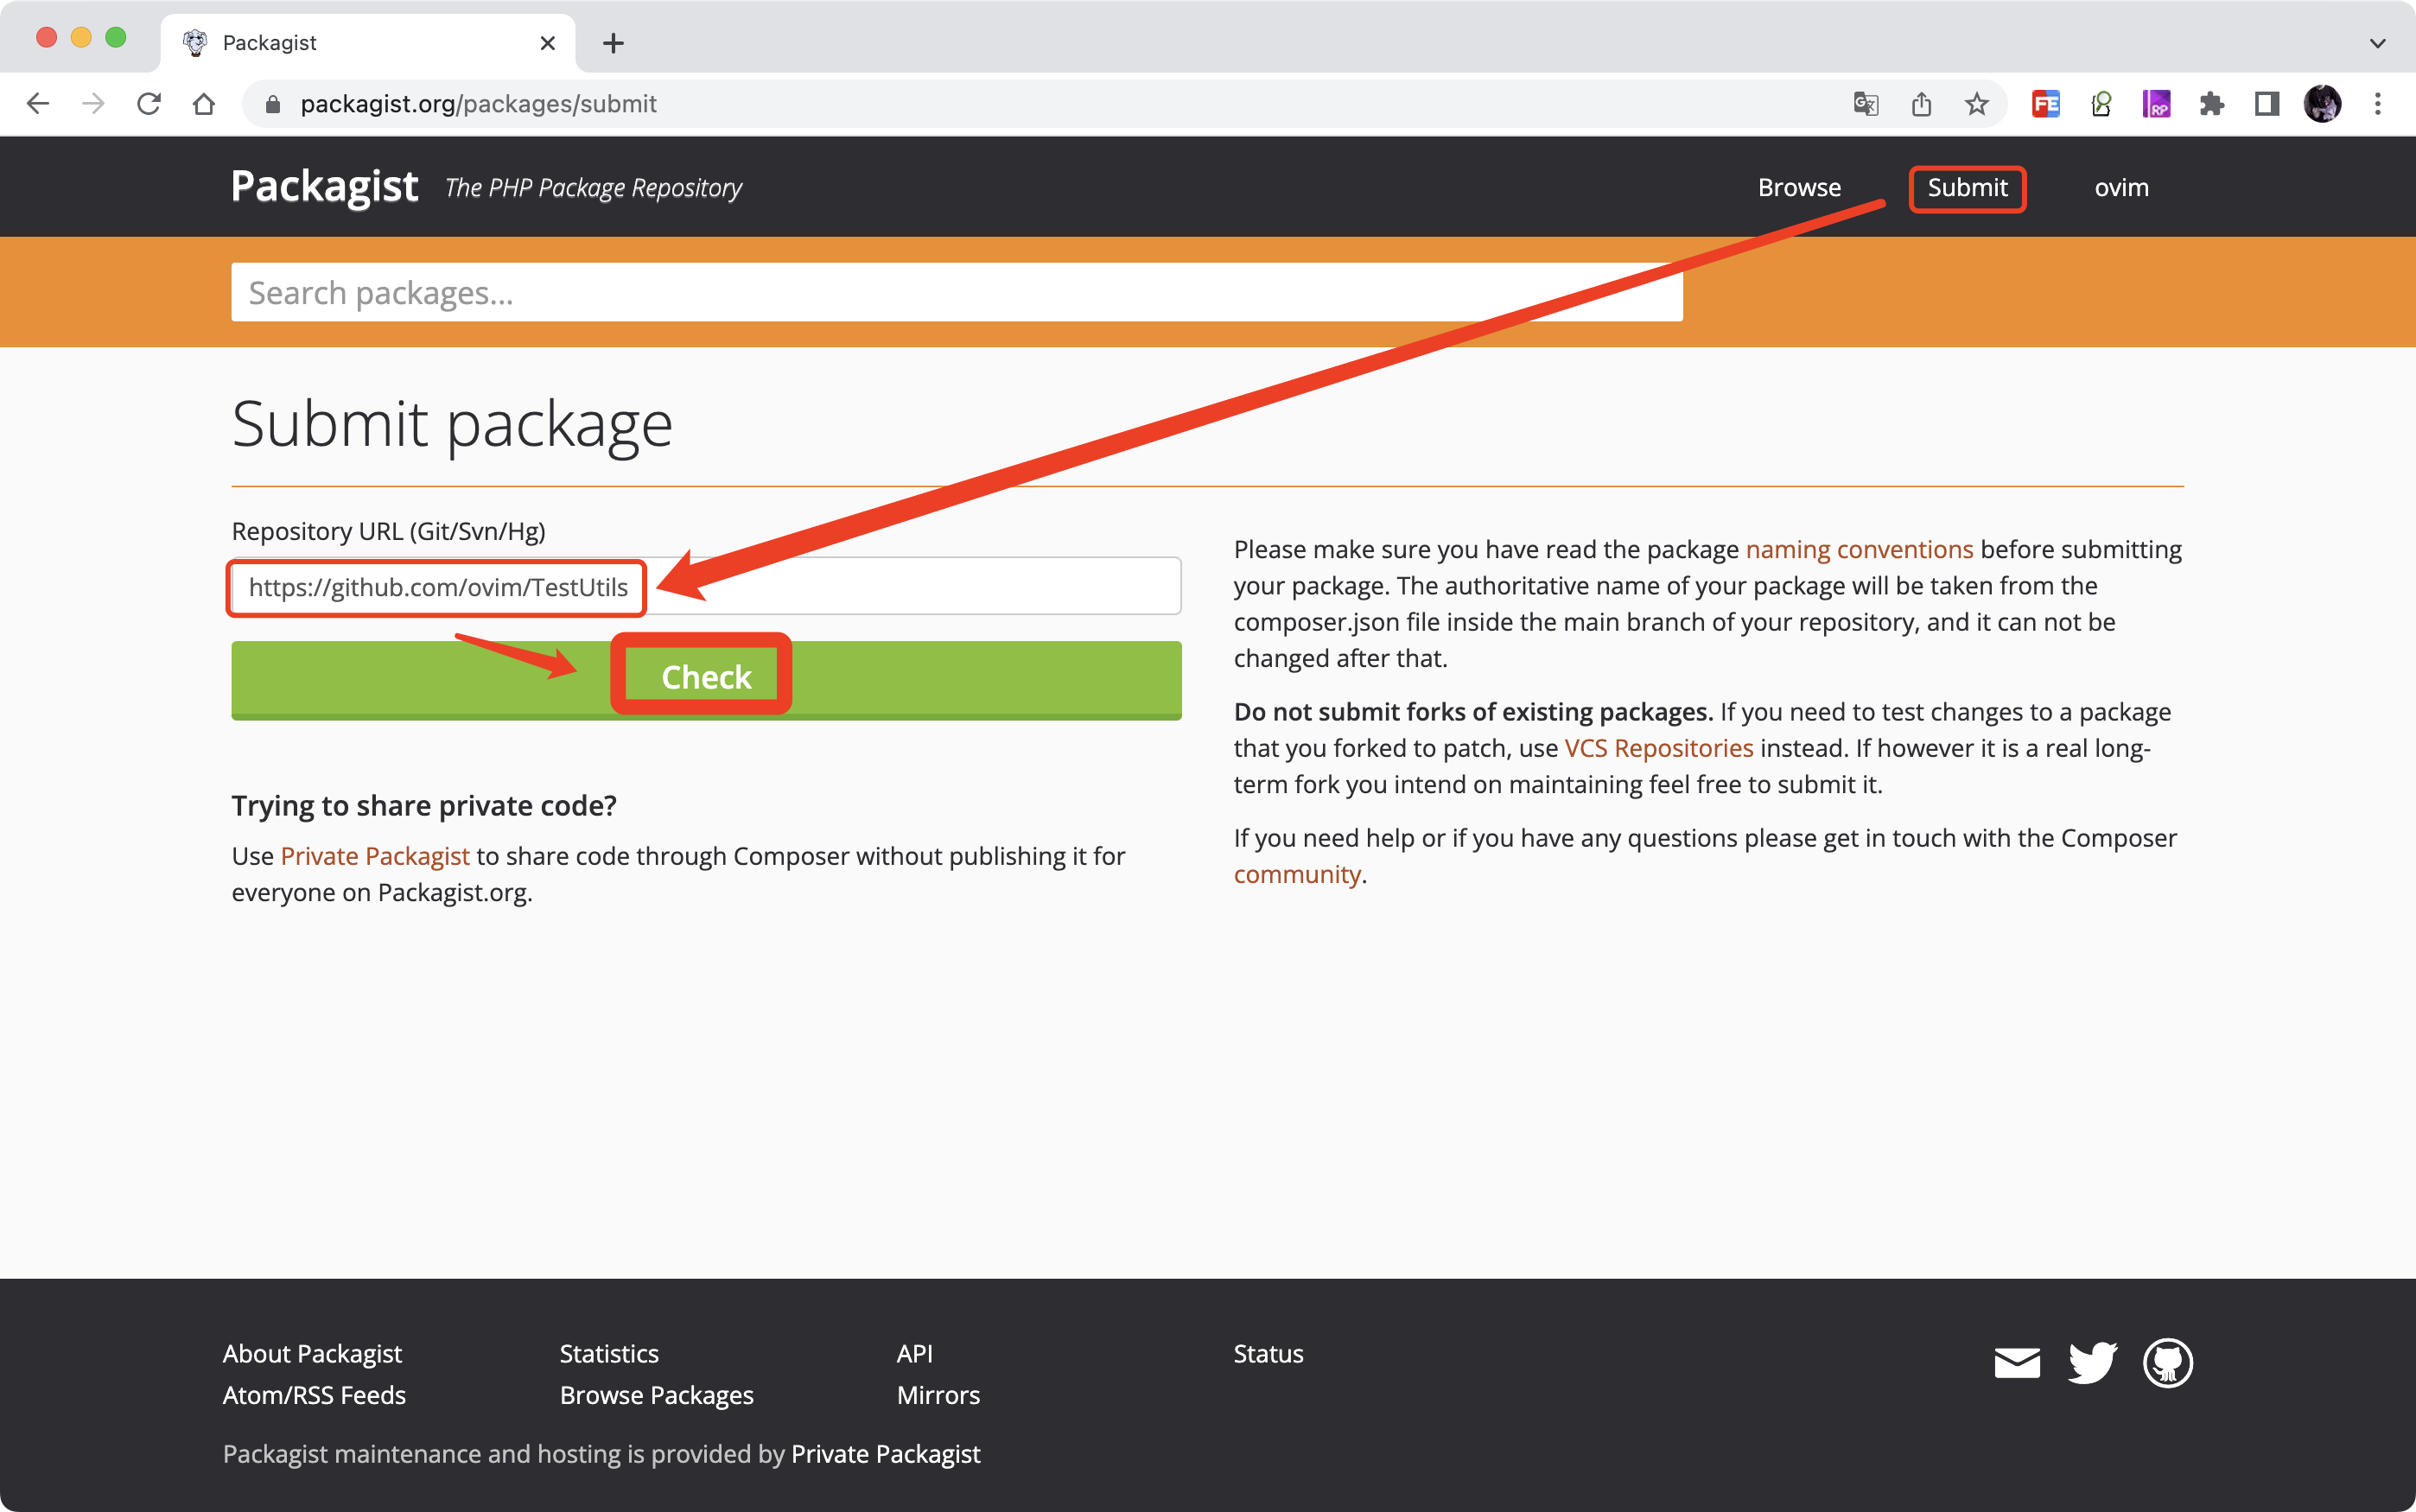 Packagist
packagist.org/packages/submit
FE
RP
Packagist The PHP Package Repository
Browse
Submit
ovim
Search packages...
Submit package
Repository URL (Git/Svn/Hg)
https://github.com/ovim/TestUtils
Check
Trying to share private code?
Use Private Packagist to share code through Composer without publishing it for
everyone on Packagist.org.
Please make sure you have read the package naming conventions before submitting
your package. The authoritative name of your package will be taken from the
composer.json file inside the main branch of your repository, and it can not be
changed after that.
Do not submit forks of existing packages. If you need to test changes to a package
that you forked to patch, use VCS Repositories instead. If however it is a real long-
term fork you intend on maintaining feel free to submit it.
If you need help or if you have any questions please get in touch with the Composer
community.
About Packagist
Atom/RSS Feeds
Statistics
Browse Packages
API
Mirrors
Status
Packagist maintenance and hosting is provided by Private Packagist